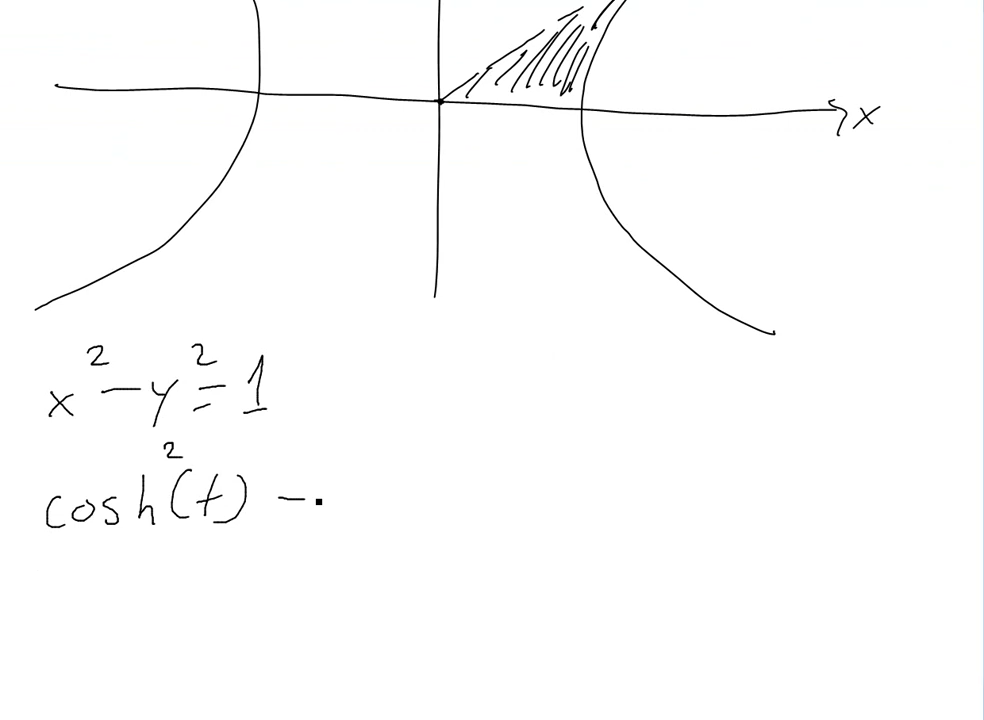 x
x² - y² = 1
cosh²(t) -